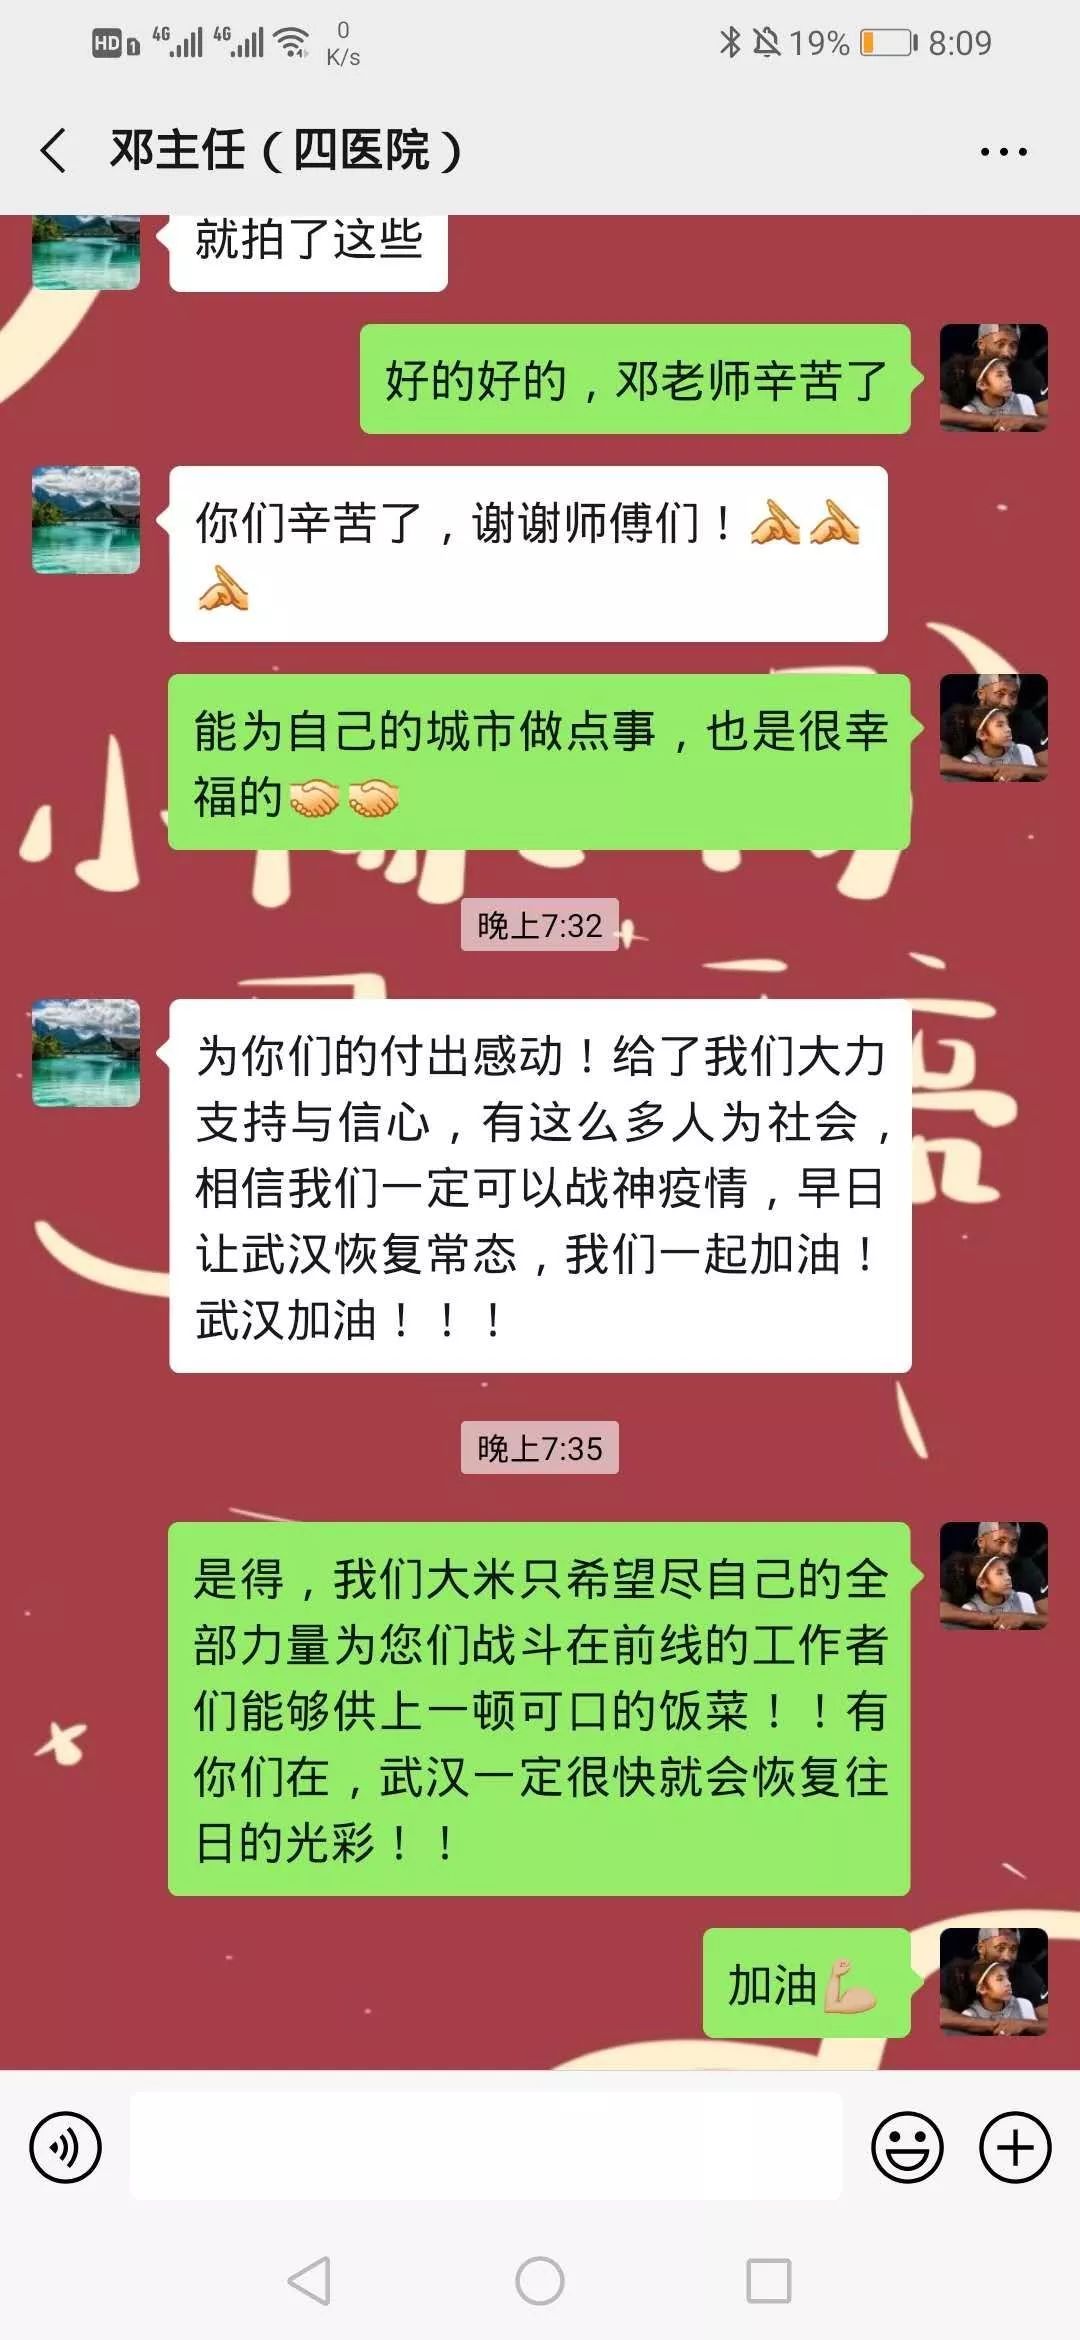 HD 1 4G 4G 0 K/s 19% 8:09
邓主任（四医院）
就拍了这些
好的好的，邓老师辛苦了
你们辛苦了，谢谢师傅们！
能为自己的城市做点事，也是很幸
福的
晚上7:32
为你们的付出感动！给了我们大力
支持与信心，有这么多人为社会，
相信我们一定可以战神疫情，早日
让武汉恢复常态，我们一起加油！
武汉加油！！！
晚上7:35
是得，我们大米只希望尽自己的全
部力量为您们战斗在前线的工作者
们能够供上一顿可口的饭菜！！有
你们在，武汉一定很快就会恢复往
日的光彩！！
加油